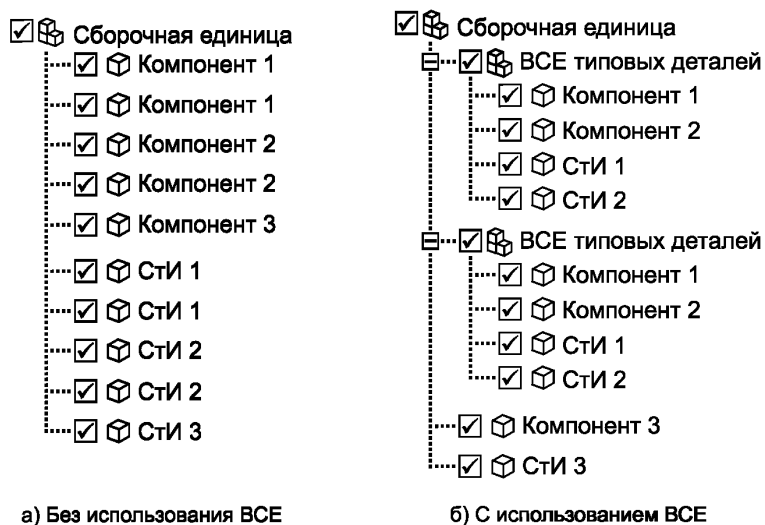 Сборочная единица
Компонент 1
Компонент 1
Компонент 2
Компонент 2
Компонент 3
СтИ 1
СтИ 1
СтИ 2
СтИ 2
СтИ 3
а) Без использования ВСЕ
Сборочная единица
ВСЕ типовых деталей
Компонент 1
Компонент 2
СтИ 1
СтИ 2
ВСЕ типовых деталей
Компонент 1
Компонент 2
СтИ 1
СтИ 2
Компонент 3
СтИ 3
б) С использованием ВСЕ